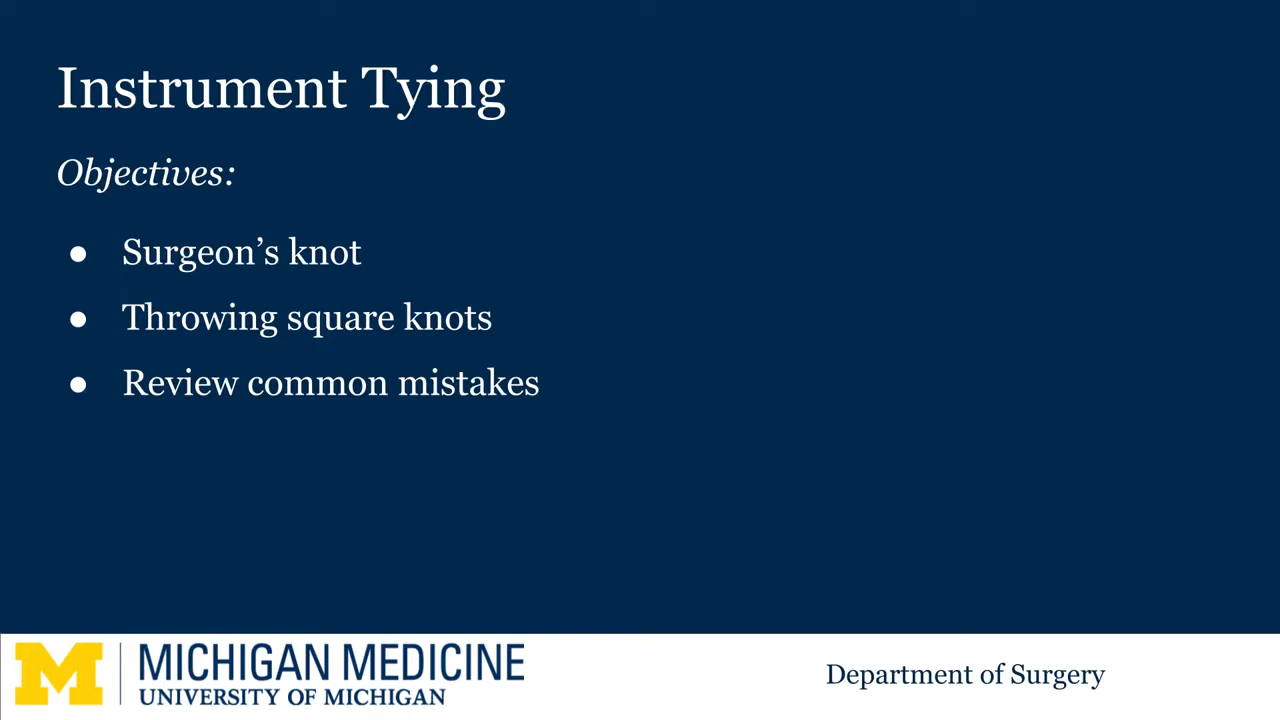 Instrument Tying
Objectives:
● Surgeon’s knot
● Throwing square knots
● Review common mistakes
M
MICHIGAN MEDICINE
UNIVERSITY OF MICHIGAN
Department of Surgery